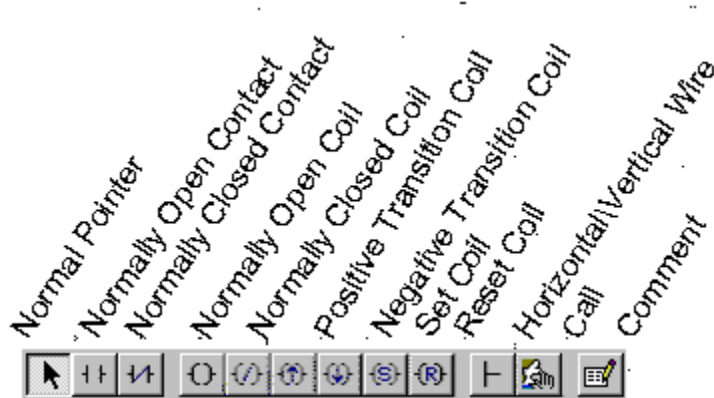 Normal Pointer
Normally Open Contact
Normally Closed Contact
Normally Open Coil
Normally Closed Coil
Positive Transition Coil
Negative Transition Coil
Set Coil
Reset Coil
Horizontal\Vertical Wire
Call
Comment
S
R